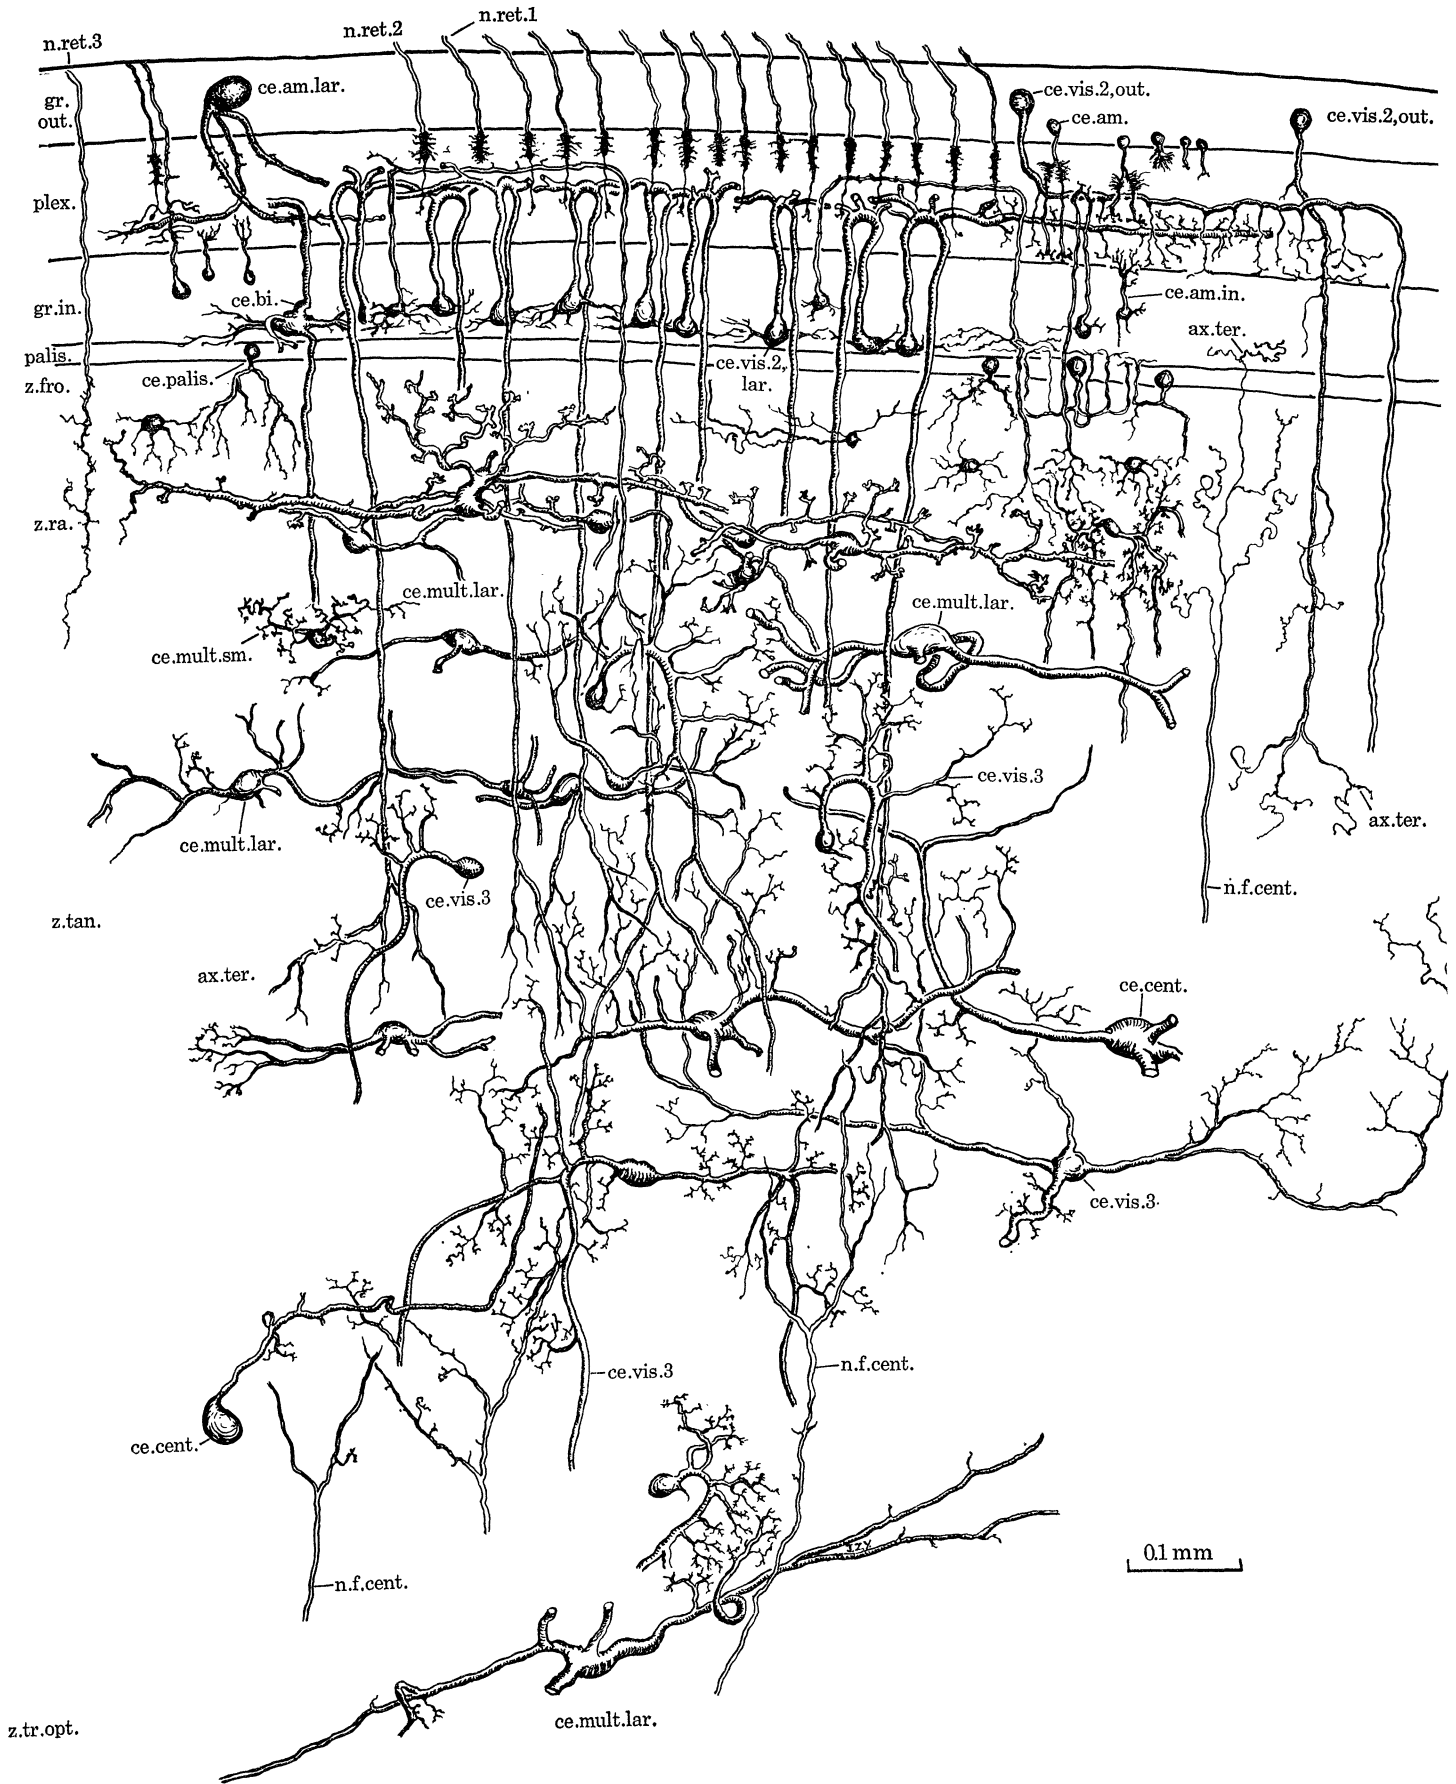 n.ret.1
n.ret.2
n.ret.3
ce.am.lar.
ce.vis.2,out.
gr.
out.
ce.am.
ce.vis.2,out.
plex.
ce.bi.
ce.am.in.
gr.in.
ax.ter.
palis.
ce.vis.2,
lar.
ce.palis.
z.fro.
z.ra.
ce.mult.lar.
ce.mult.lar.
ce.mult.sm.
ce.vis.3
ax.ter.
ce.mult.lar.
n.f.cent.
ce.vis.3
z.tan.
ax.ter.
ce.cent.
ce.vis.3.
n.f.cent.
ce.vis.3
ce.cent.
0.1 mm
n.f.cent.
ce.mult.lar.
z.tr.opt.